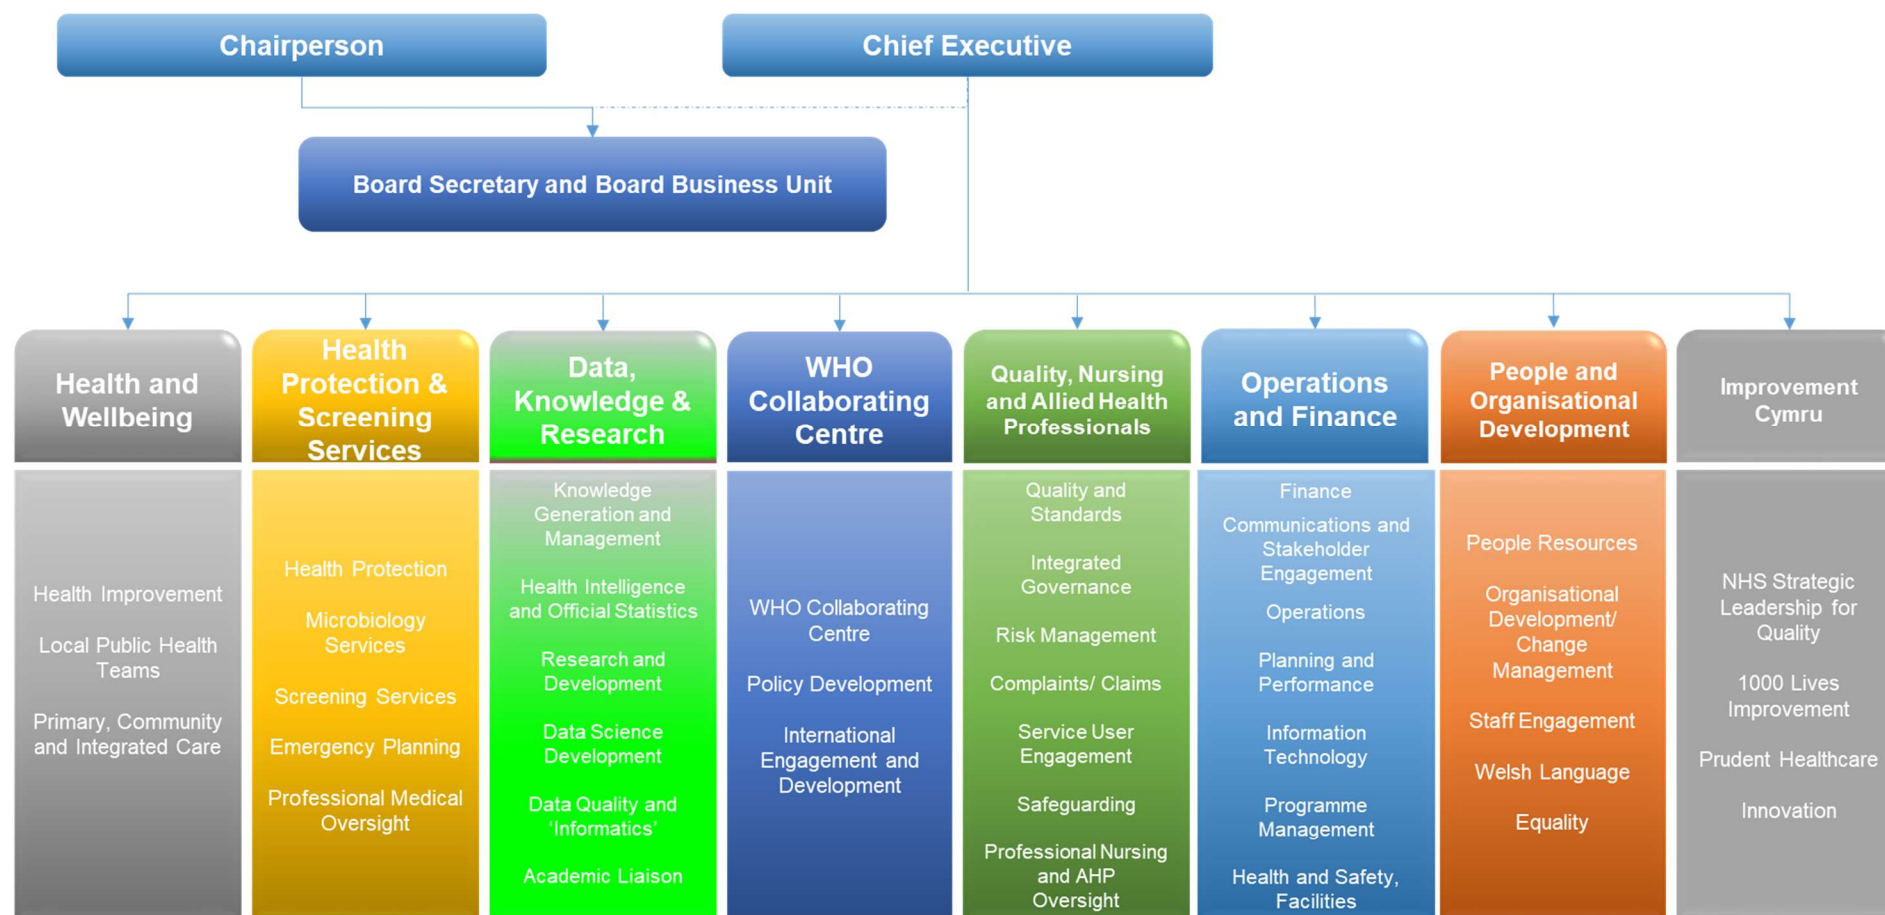 Chairperson
Chief Executive
Board Secretary and Board Business Unit
Health and
Wellbeing
Health
Protection &
Screening
Services
Data,
Knowledge &
Research
WHO
Collaborating
Centre
Quality, Nursing
and Allied Health
Professionals
Operations
and Finance
People and
Organisational
Development
Improvement
Cymru
Health Improvement
Local Public Health
Teams
Primary, Community
and Integrated Care
Health Protection
Microbiology
Services
Screening Services
Emergency Planning
Professional Medical
Oversight
Knowledge
Generation and
Management
Health Intelligence
and Official Statistics
Research and
Development
Data Science
Development
Data Quality and
‘Informatics’
Academic Liaison
WHO Collaborating
Centre
Policy Development
International
Engagement and
Development
Quality and
Standards
Integrated
Governance
Risk Management
Complaints/ Claims
Service User
Engagement
Safeguarding
Professional Nursing
and AHP
Oversight
Finance
Communications and
Stakeholder
Engagement
Operations
Planning and
Performance
Information
Technology
Programme
Management
Health and Safety,
Facilities
People Resources
Organisational
Development/
Change
Management
Staff Engagement
Welsh Language
Equality
NHS Strategic
Leadership for
Quality
1000 Lives
Improvement
Prudent Healthcare
Innovation